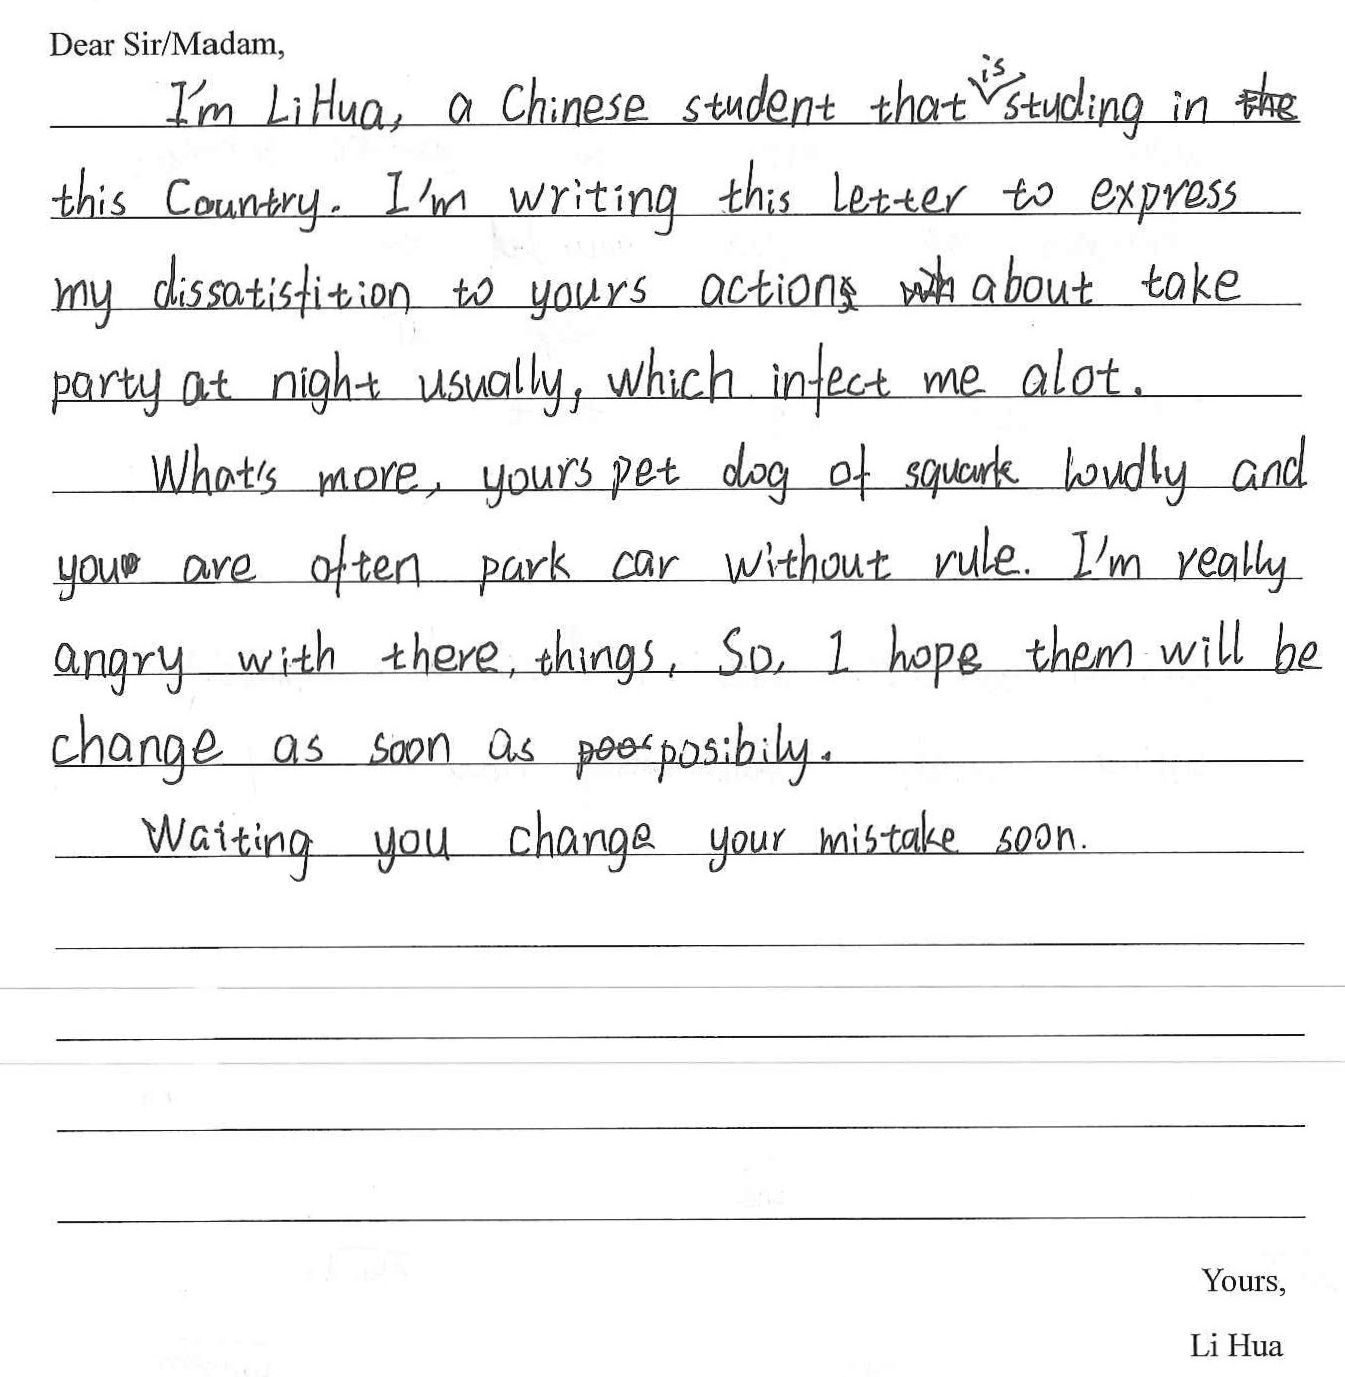 Dear Sir/Madam,
I'm Li Hua, a Chinese student that is studing in the
this Country. I'm writing this letter to express
my dissatisfition to yours actions about take
party at night usually, which infect me alot.
What's more, yours pet dog of squark loudly and
you are often park car without rule. I'm really
angry with there, things, So, I hope them will be
change as soon as posibily.
Waiting you change your mistake soon.
Yours,
Li Hua